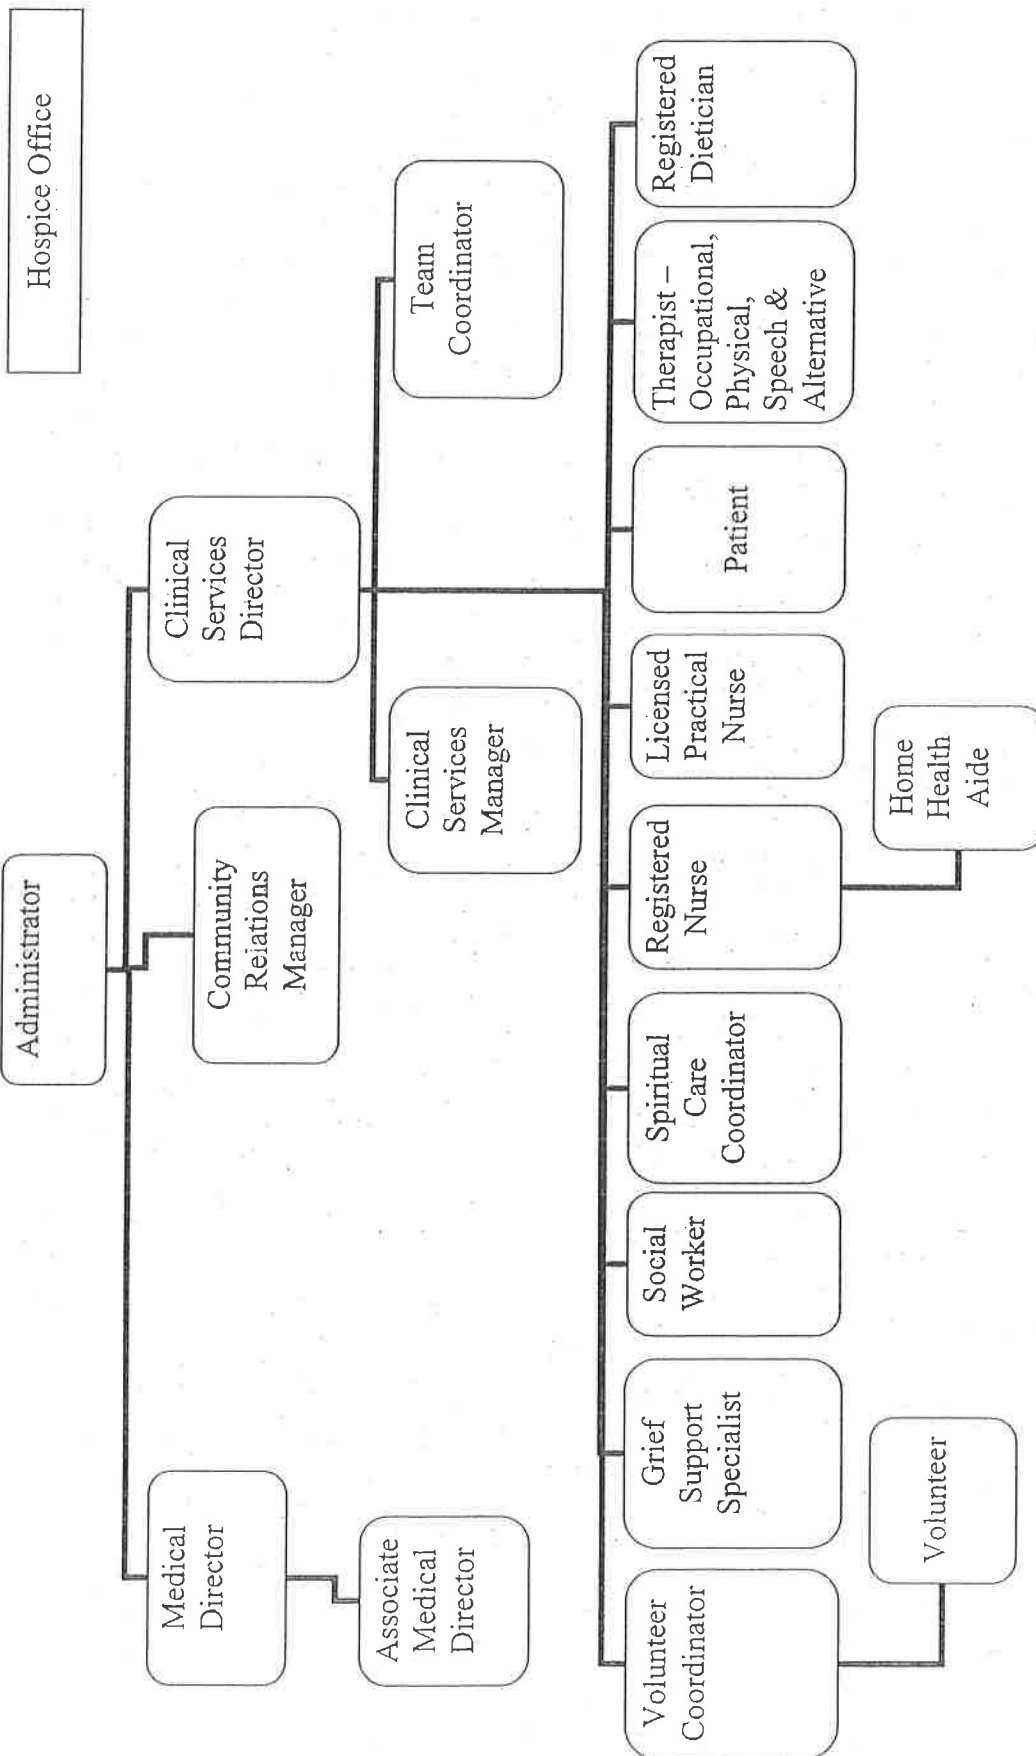 Hospice Office
Administrator
Medical
Director
Community
Relations
Manager
Clinical
Services
Director
Associate
Medical
Director
Clinical
Services
Manager
Team
Coordinator
Volunteer
Coordinator
Grief
Support
Specialist
Social
Worker
Spiritual
Care
Coordinator
Registered
Nurse
Licensed
Practical
Nurse
Patient
Therapist –
Occupational,
Physical,
Speech &
Alternative
Registered
Dietician
Volunteer
Home
Health
Aide